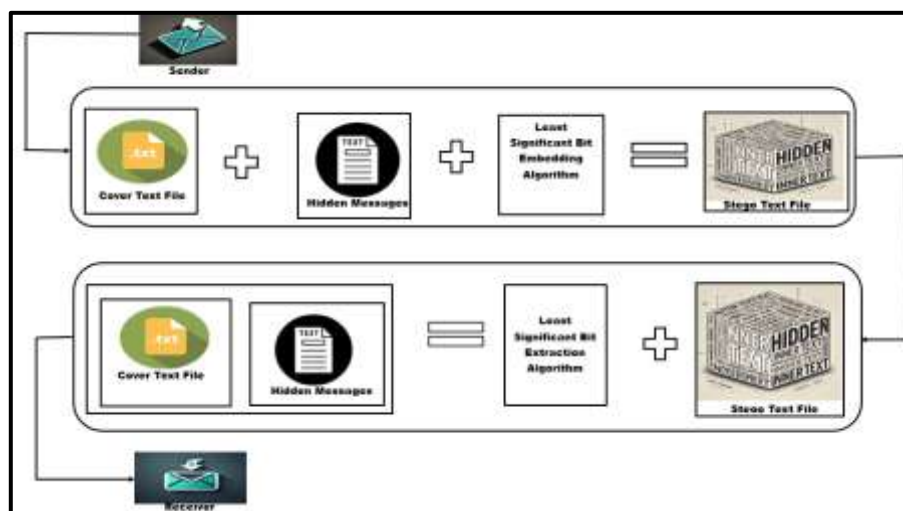 Sender
.txt
Cover Text File
TEXT
Hidden Messages
Least
Significant Bit
Embedding
Algorithm
HIDDEN
INNER TEXT
Stego Text File
.txt
Cover Text File
TEXT
Hidden Messages
Least
Significant Bit
Extraction
Algorithm
HIDDEN
INNER TEXT
Stego Text File
Receiver